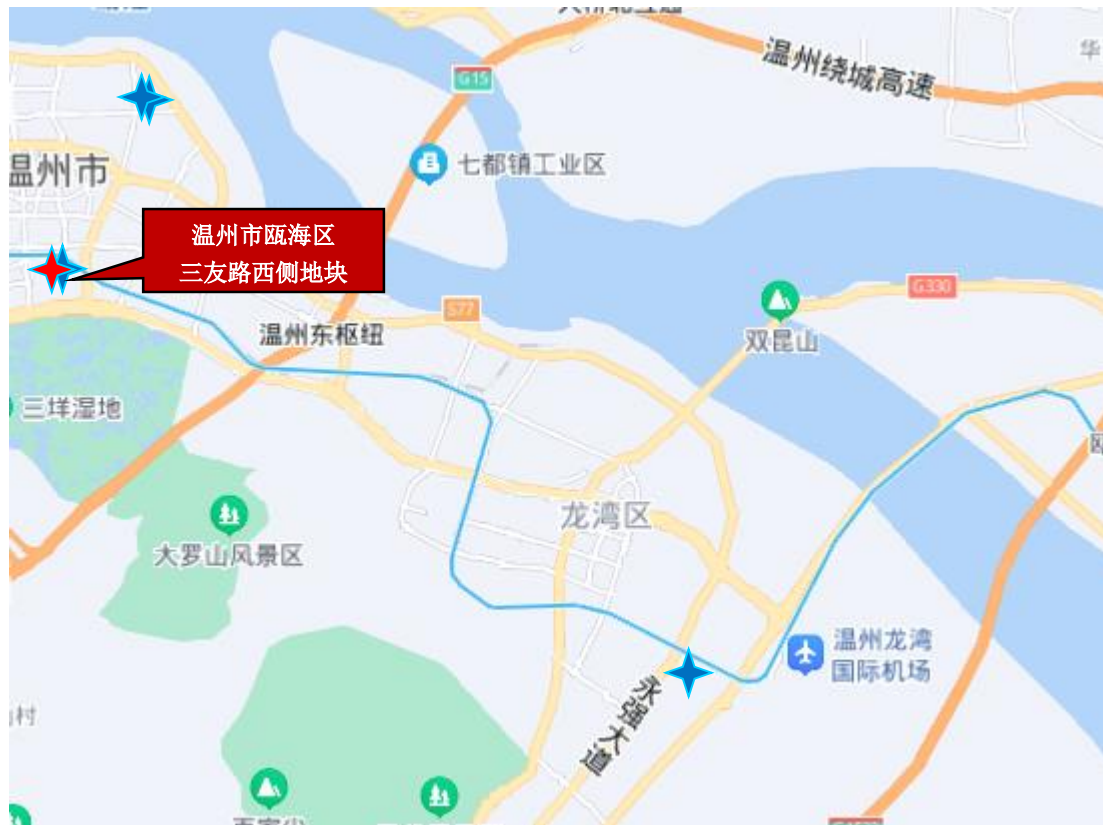 G15
温州绕城高速
华
七都镇工业区
温州市
温州市瓯海区
三友路西侧地块
G330
S77
温州东枢纽
双昆山
三垟湿地
龙湾区
大罗山风景区
温州龙湾
国际机场
永强大道
村